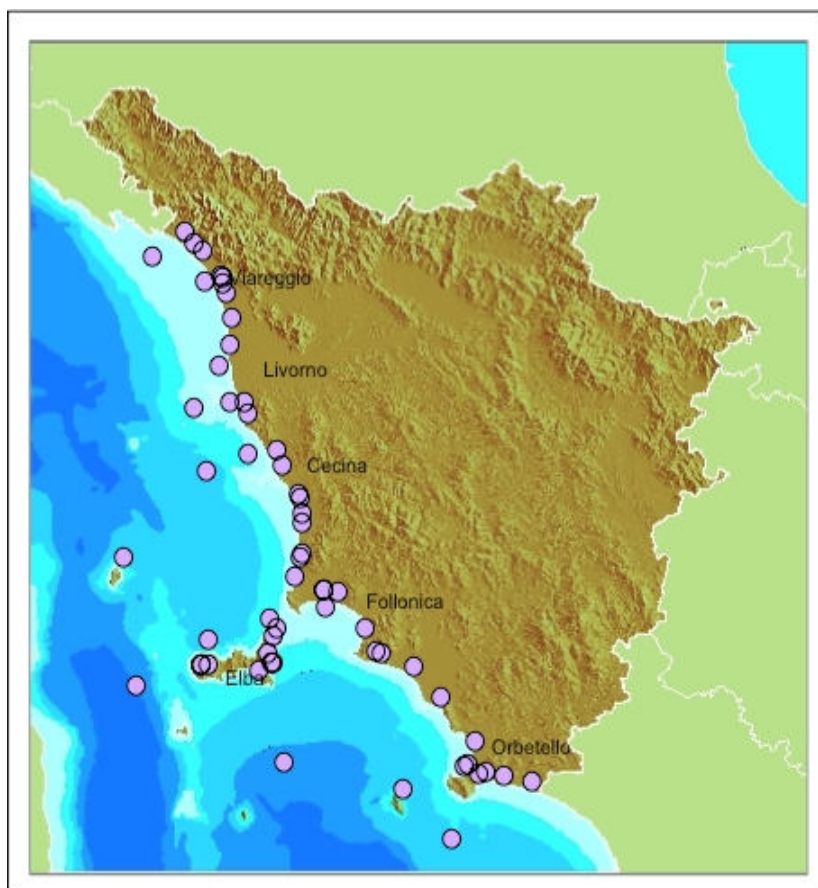 Viareggio
Livorno
Cecina
Follonica
Elba
Orbetello